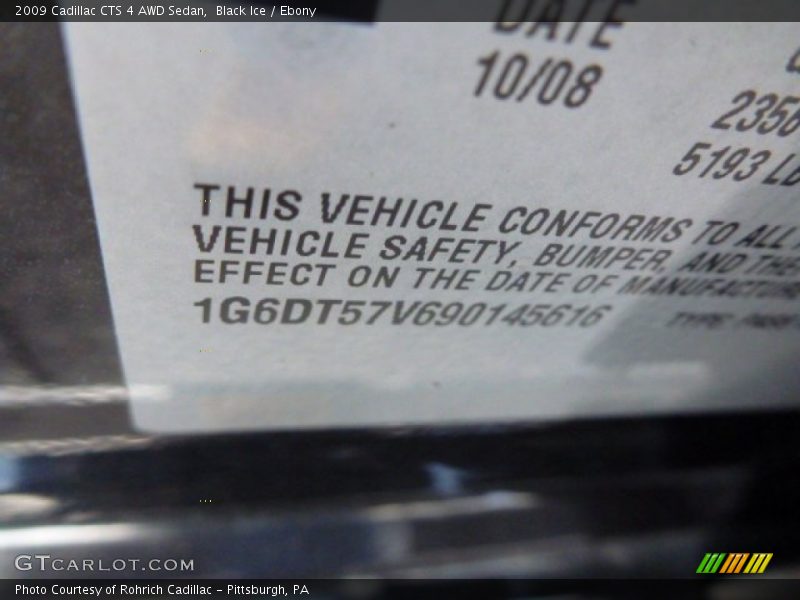 2009 Cadillac CTS 4 AWD Sedan, Black Ice / Ebony
DATE
10/08
2356
5193 LB
THIS VEHICLE CONFORMS TO ALL
VEHICLE SAFETY, BUMPER, AND THE
EFFECT ON THE DATE OF MANUFACTURE
1G6DT57V690145616
TYPE: PASS
GTCARLOT.COM
Photo Courtesy of Rohrich Cadillac - Pittsburgh, PA